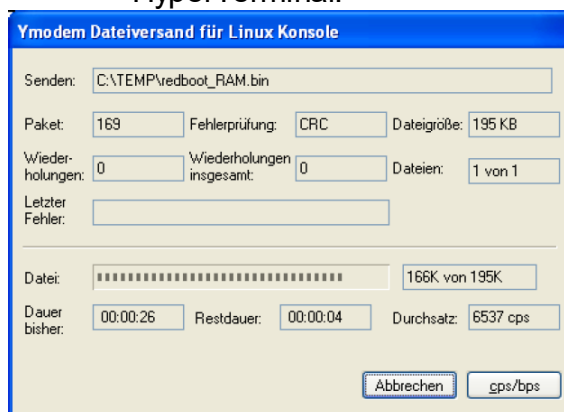 HyperTerminal.
Ymodem Dateiversand für Linux Konsole
Senden: C:\TEMP\redboot_RAM.bin
Paket: 169 Fehlerprüfung: CRC Dateigröße: 195 KB
Wieder-holungen: 0 Wiederholungen insgesamt: 0 Dateien: 1 von 1
Letzter Fehler:
Datei: 166K von 195K
Dauer bisher: 00:00:26 Restdauer: 00:00:04 Durchsatz: 6537 cps
Abbrechen cps/bps